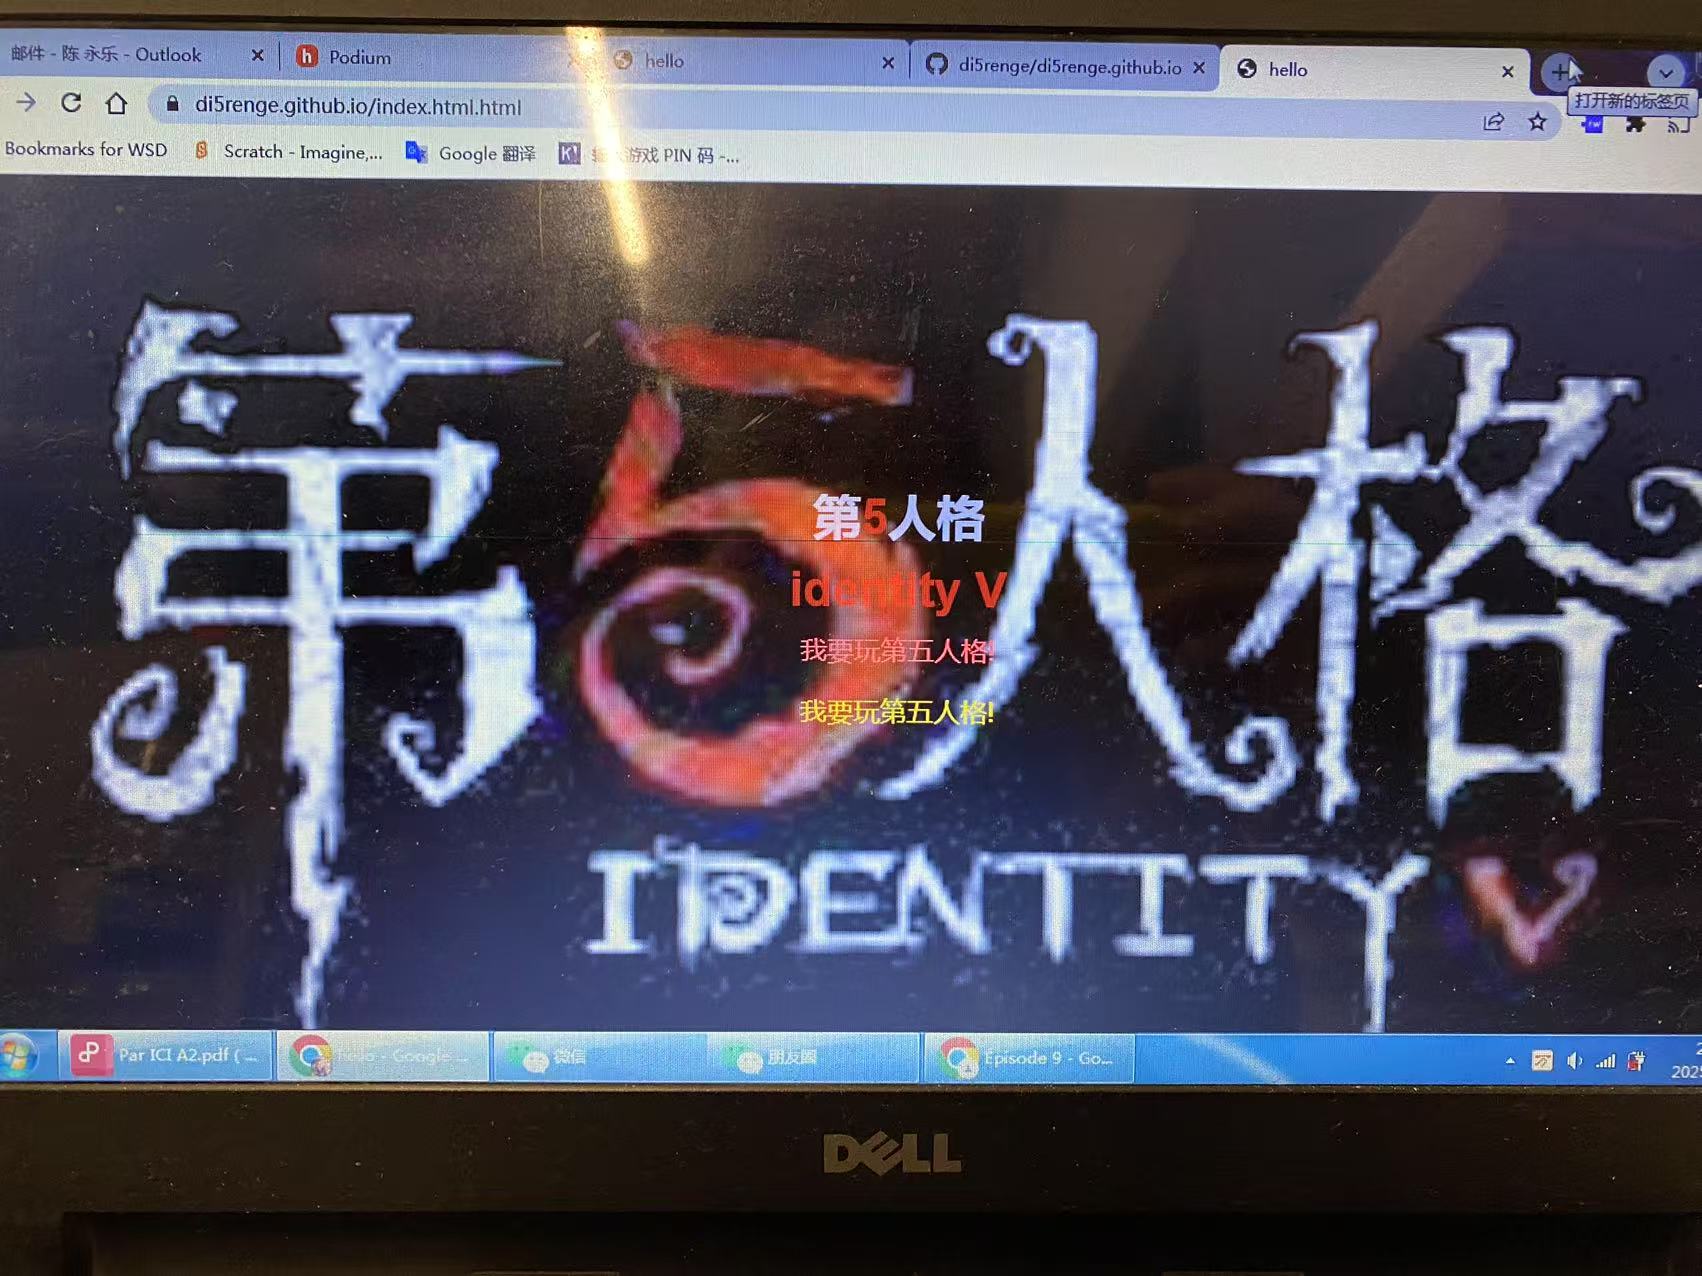 邮件 - 陈 永乐 - Outlook
Podium
hello
di5renge/di5renge.github.io
hello
打开新的标签页
di5renge.github.io/index.html.html
Bookmarks for WSD
Scratch - Imagine,...
Google 翻译
游戏 PIN 码 -...
第5人格
第5人格
identity V
我要玩第五人格!
我要玩第五人格!
IDENTITY V
Par ICI A2.pdf ( ...
hello - Google ...
微信
朋友圈
Episode 9 - Go...
DELL